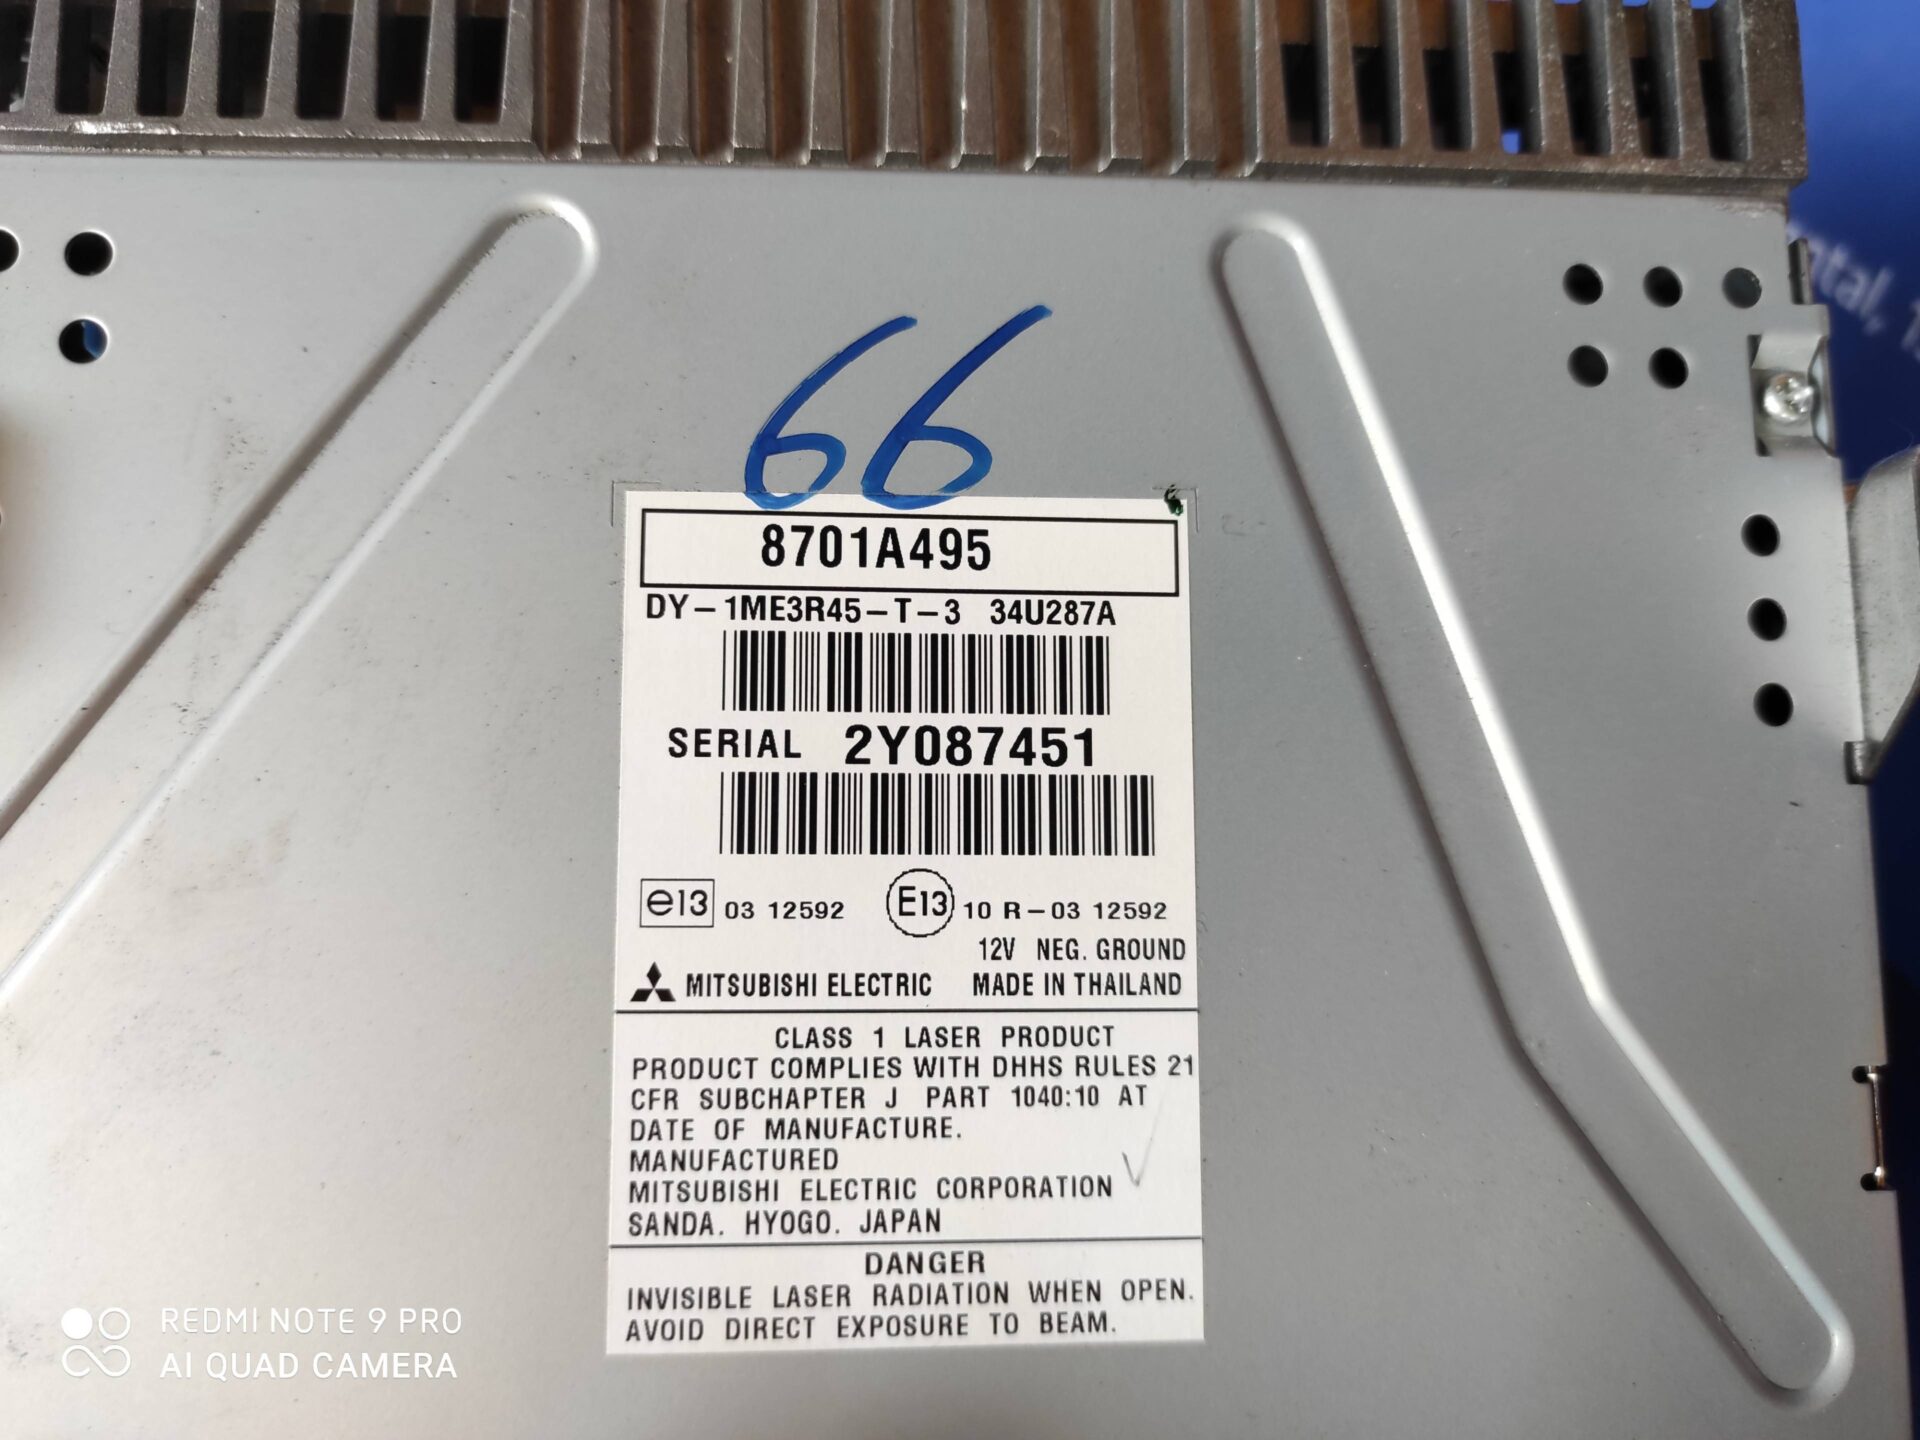 66
8701A495
DY-1ME3R45-T-3 34U287A
SERIAL 2Y087451
e13 03 12592 E13 10 R-03 12592
12V NEG. GROUND
MITSUBISHI ELECTRIC MADE IN THAILAND
CLASS 1 LASER PRODUCT
PRODUCT COMPLIES WITH DHHS RULES 21
CFR SUBCHAPTER J PART 1040:10 AT
DATE OF MANUFACTURE.
MANUFACTURED
MITSUBISHI ELECTRIC CORPORATION
SANDA. HYOGO. JAPAN
DANGER
INVISIBLE LASER RADIATION WHEN OPEN.
AVOID DIRECT EXPOSURE TO BEAM.
REDMI NOTE 9 PRO
AI QUAD CAMERA